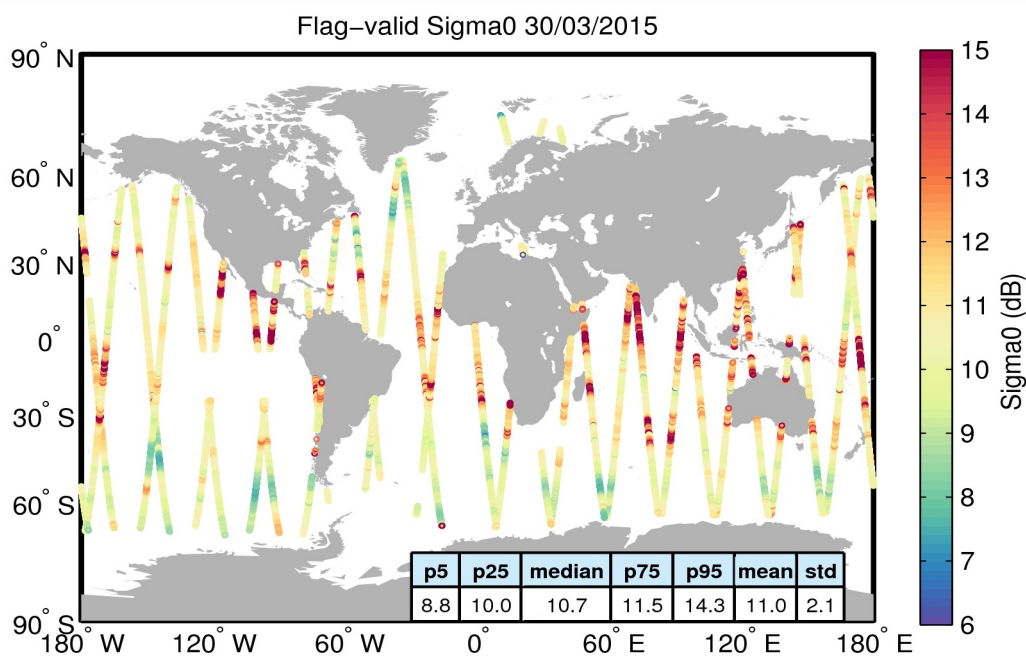 Flag−valid Sigma0 30/03/2015
90° N
60° N
30° N
0°
30° S
60° S
90° S
180° W
120° W
60° W
0°
60° E
120° E
180° E
15
14
13
12
11
10
9
8
7
6
Sigma0 (dB)
p5 p25 median p75 p95 mean std
8.8 10.0 10.7 11.5 14.3 11.0 2.1